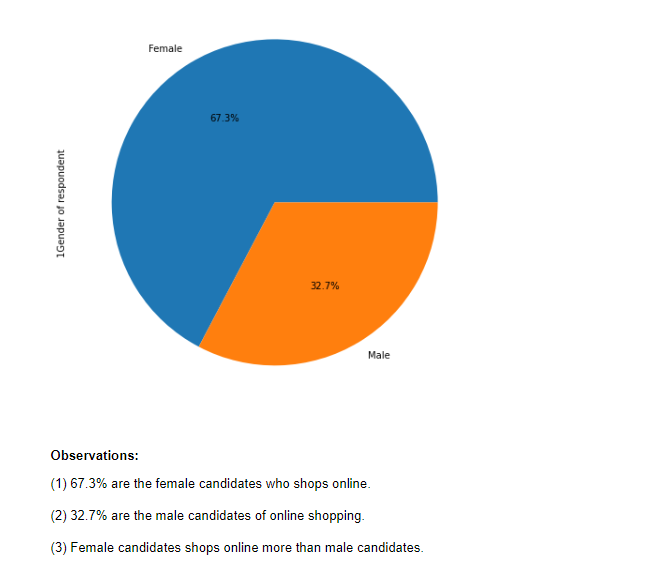 Female
67.3%
1Gender of respondent
32.7%
Male
Observations:
(1) 67.3% are the female candidates who shops online.
(2) 32.7% are the male candidates of online shopping.
(3) Female candidates shops online more than male candidates.